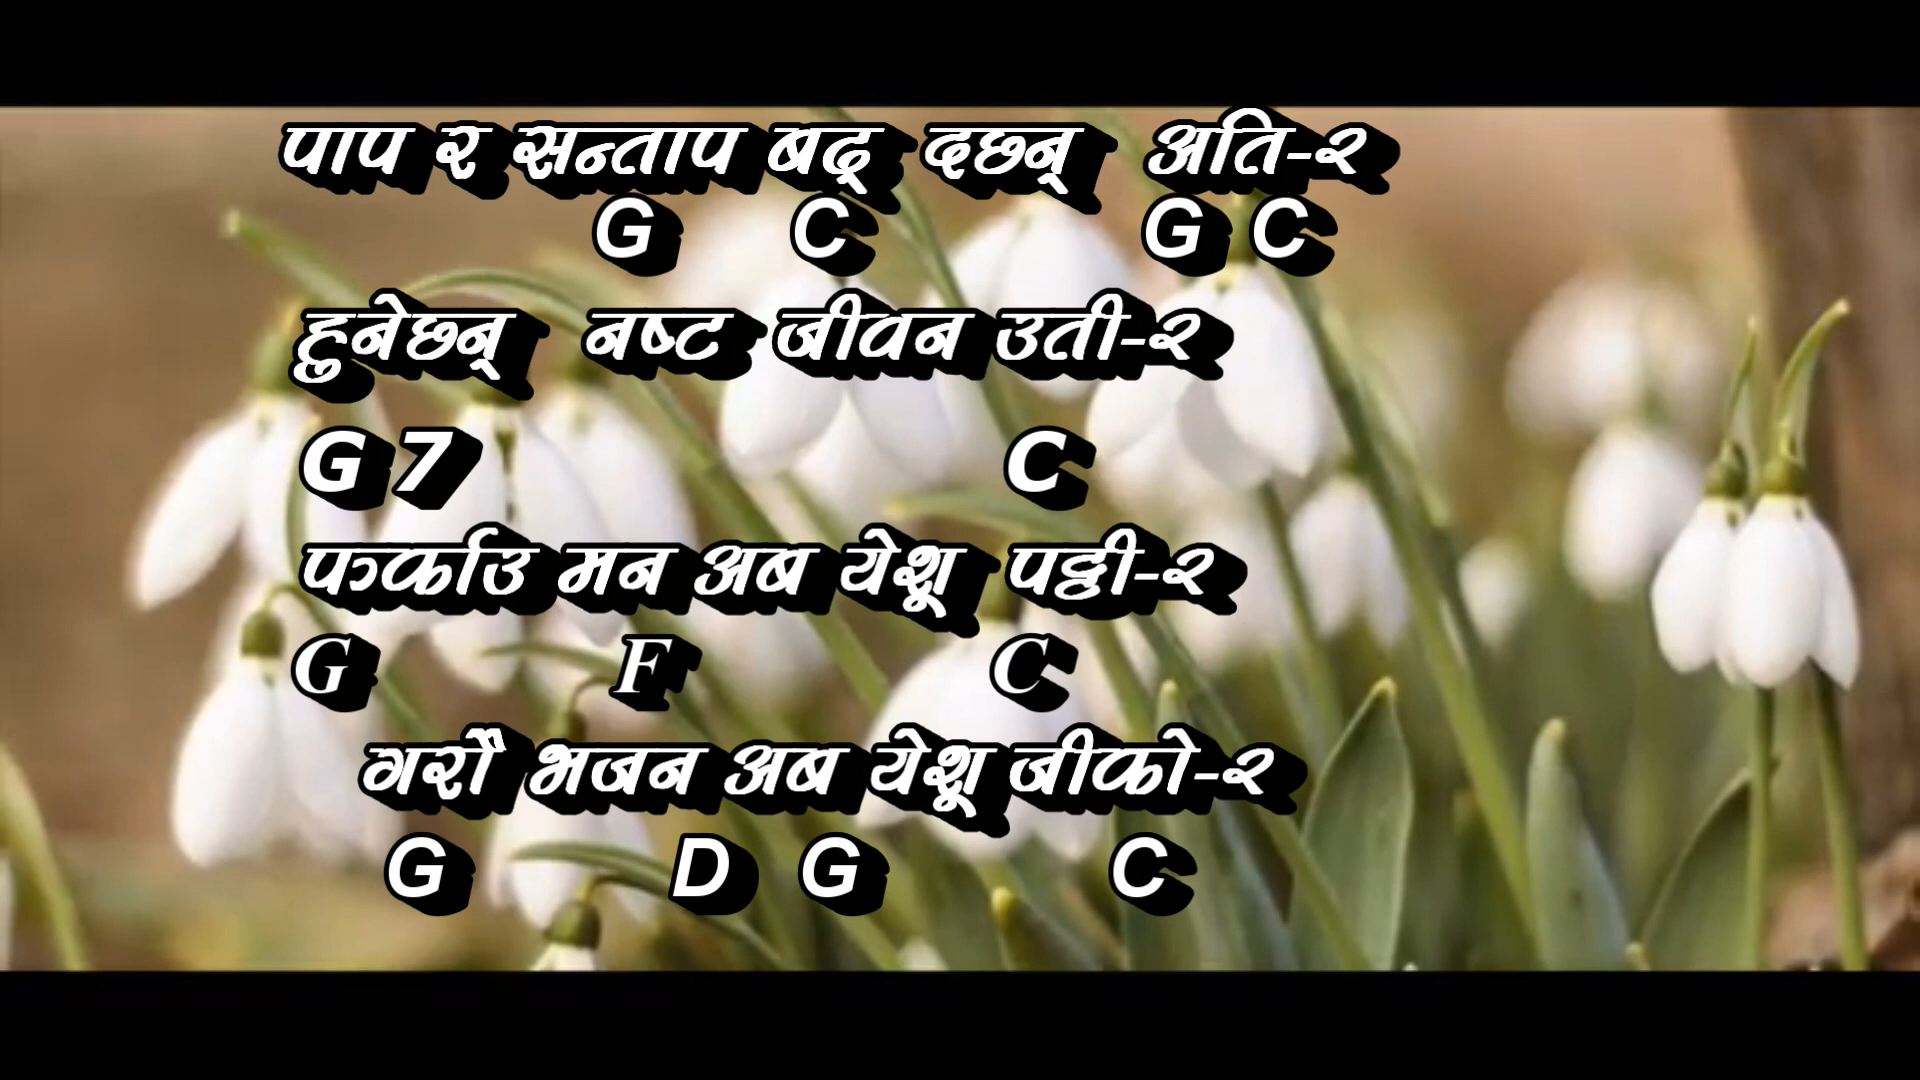 पाप र सन्ताप बढ् दछन् अति-२
G C G C
हुनेछन् नष्ट जीवन उती-२
G 7 C
फर्काउ मन अब येशू पट्टी-२
G F C
गरौं भजन अब येशू जीको-२
G D G C